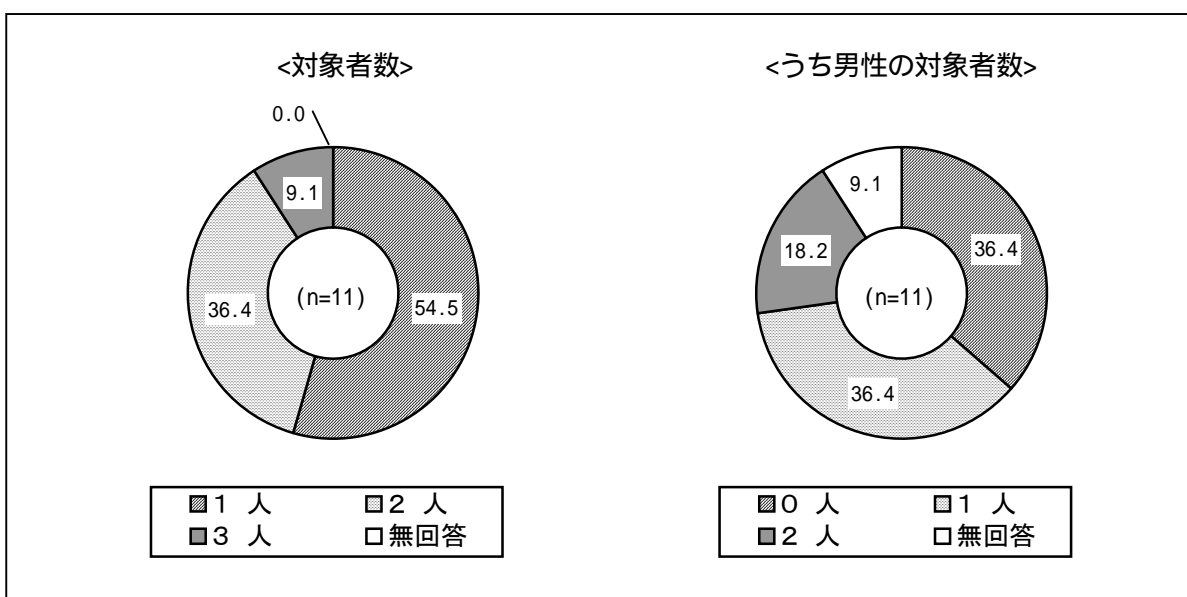 <対象者数>
0.0
9.1
36.4
54.5
(n=11)
１ 人
２ 人
３ 人
無回答
<うち男性の対象者数>
9.1
18.2
36.4
36.4
(n=11)
０ 人
１ 人
２ 人
無回答